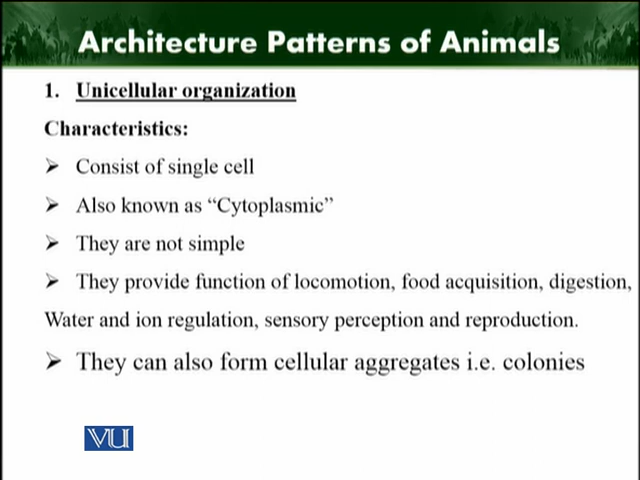 Architecture Patterns of Animals
1. Unicellular organization
Characteristics:
➤ Consist of single cell
➤ Also known as “Cytoplasmic”
➤ They are not simple
➤ They provide function of locomotion, food acquisition, digestion,
Water and ion regulation, sensory perception and reproduction.
➤ They can also form cellular aggregates i.e. colonies
VU